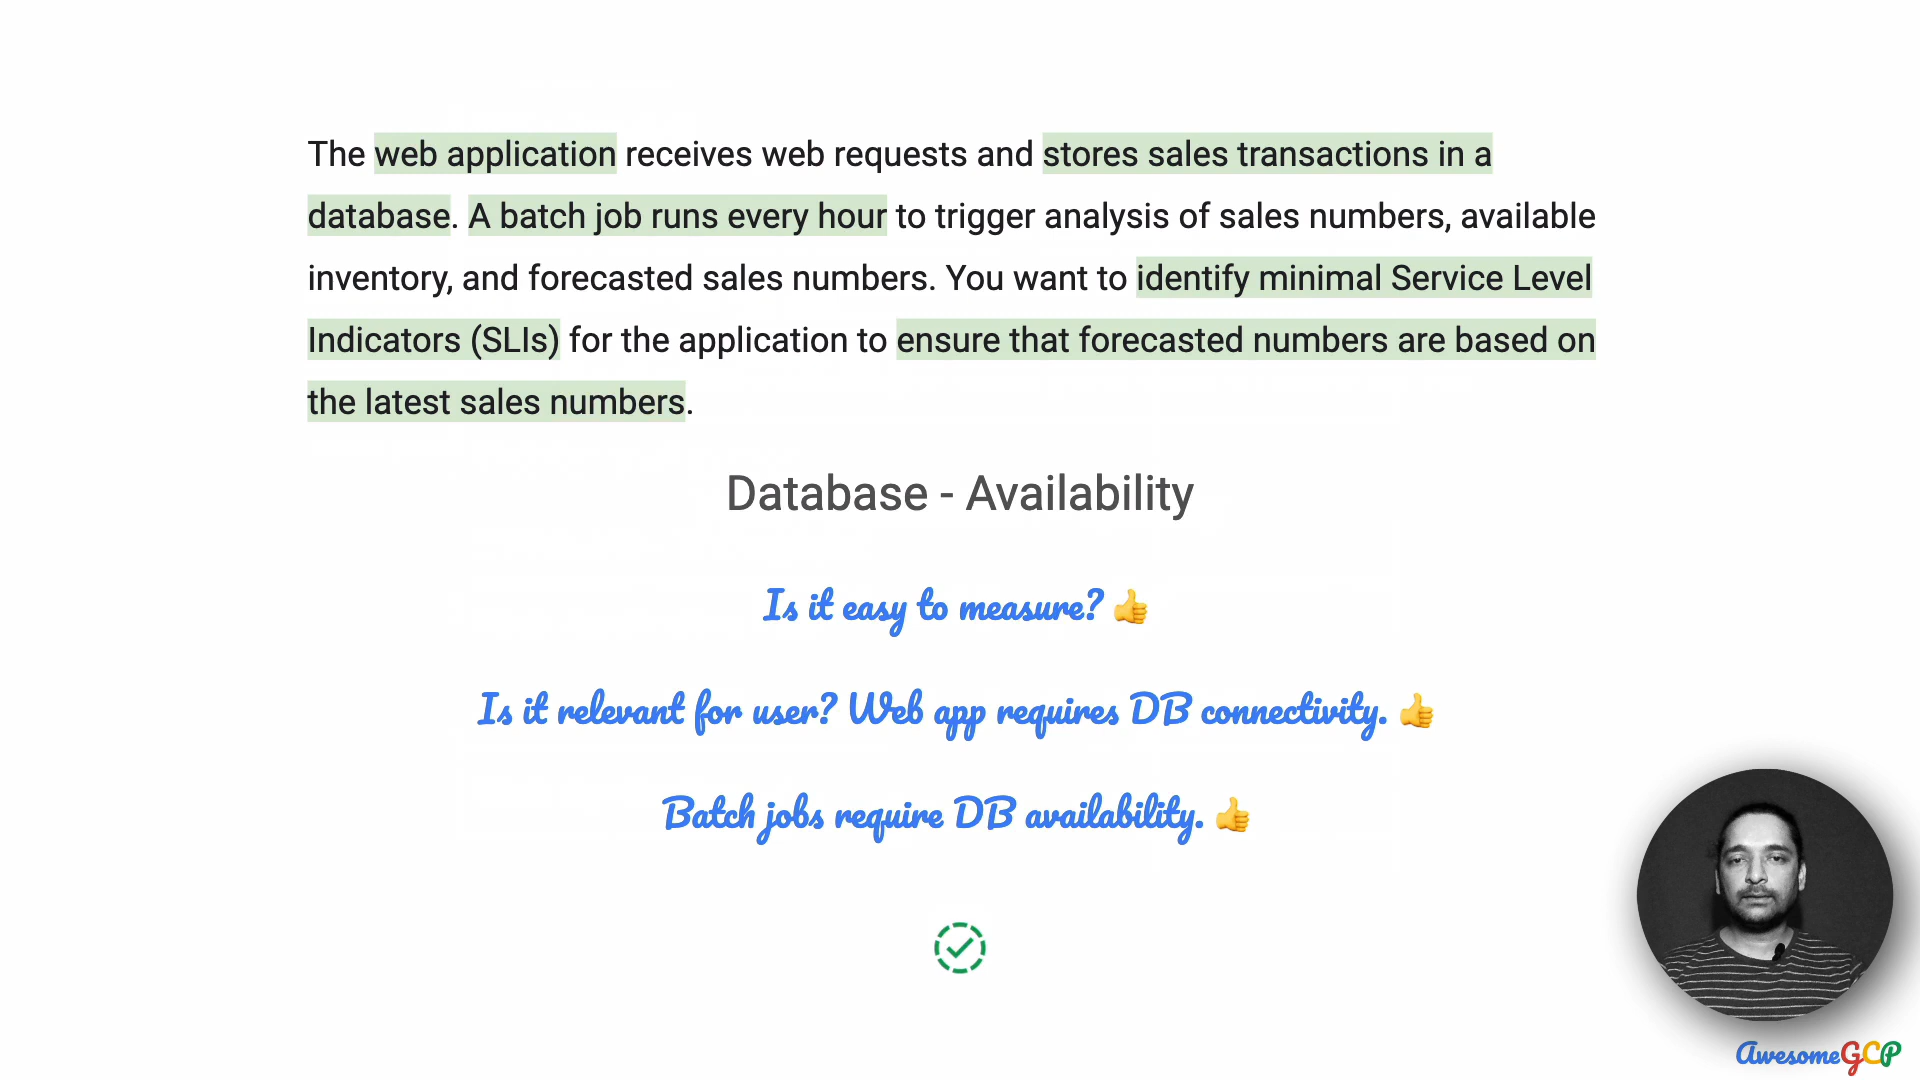 The web application receives web requests and stores sales transactions in a
database. A batch job runs every hour to trigger analysis of sales numbers, available
inventory, and forecasted sales numbers. You want to identify minimal Service Level
Indicators (SLIs) for the application to ensure that forecasted numbers are based on
the latest sales numbers.
Database - Availability
Is it easy to measure? 👍
Is it relevant for user? Web app requires DB connectivity. 👍
Batch jobs require DB availability. 👍
AwesomeGCP